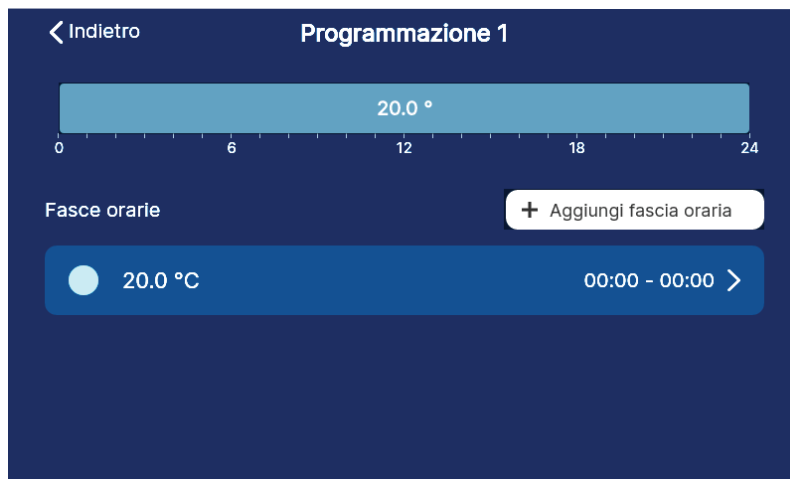 Indietro
Programmazione 1
20.0 °
0 6 12 18 24
Fasce orarie
+ Aggiungi fascia oraria
20.0 °C
00:00 - 00:00